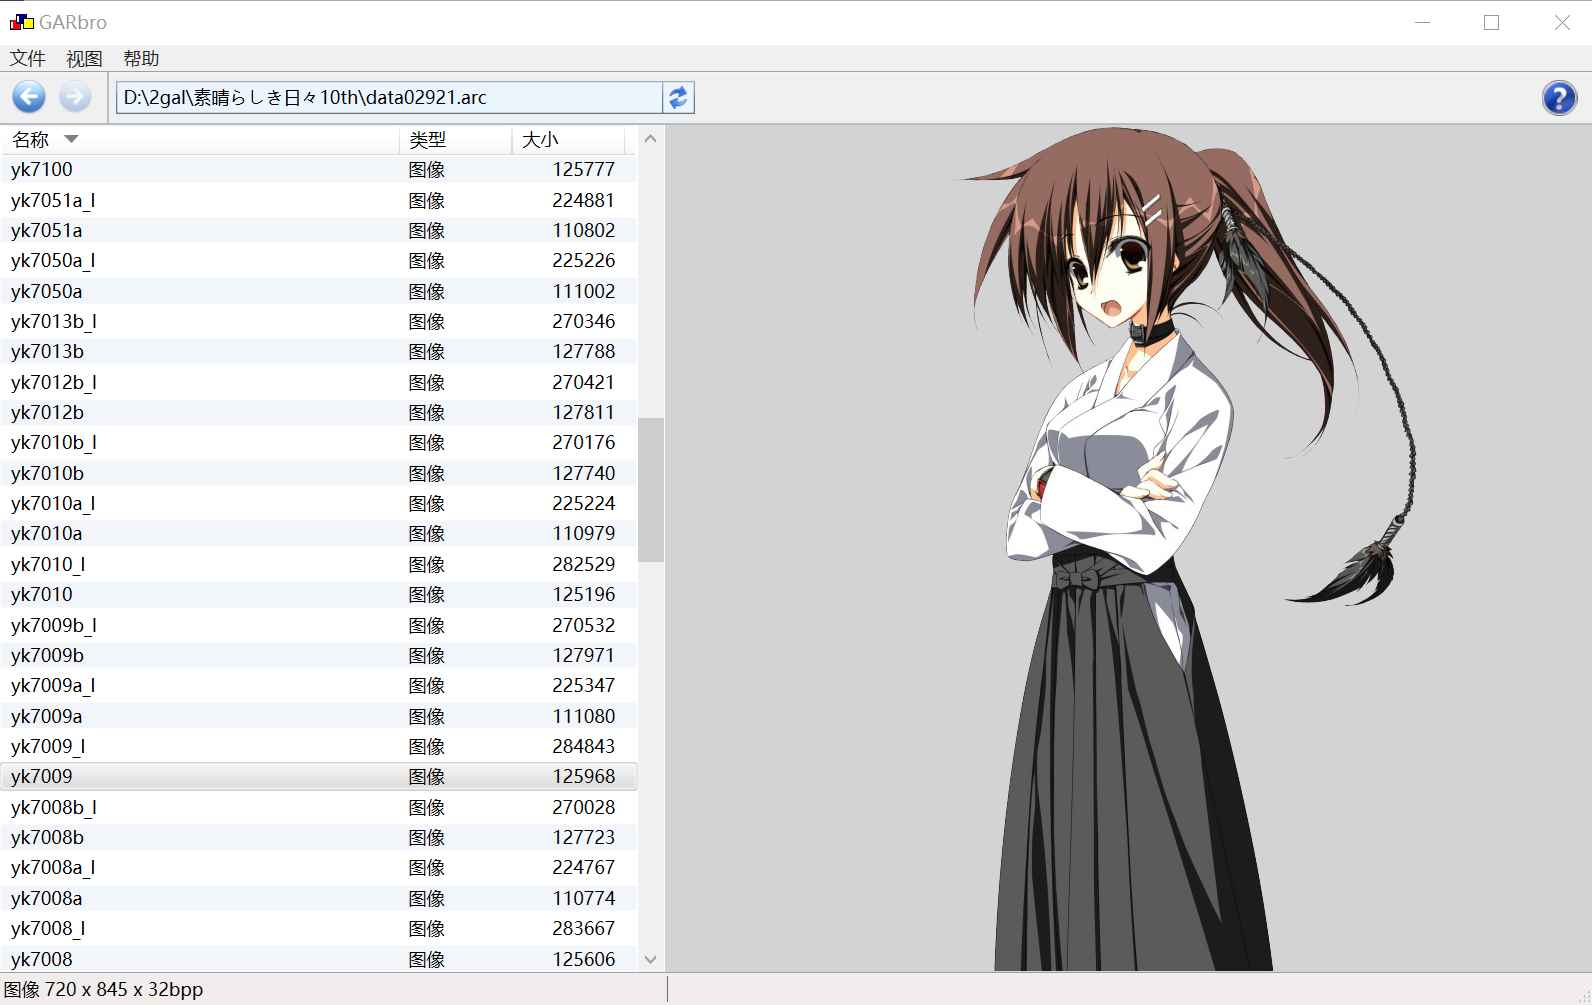 GARbro
文件 视图 帮助
D:\2gal\素晴らしき日々10th\data02921.arc
名称 类型 大小
yk7100 图像 125777
yk7051a_l 图像 224881
yk7051a 图像 110802
yk7050a_l 图像 225226
yk7050a 图像 111002
yk7013b_l 图像 270346
yk7013b 图像 127788
yk7012b_l 图像 270421
yk7012b 图像 127811
yk7010b_l 图像 270176
yk7010b 图像 127740
yk7010a_l 图像 225224
yk7010a 图像 110979
yk7010_l 图像 282529
yk7010 图像 125196
yk7009b_l 图像 270532
yk7009b 图像 127971
yk7009a_l 图像 225347
yk7009a 图像 111080
yk7009_l 图像 284843
yk7009 图像 125968
yk7008b_l 图像 270028
yk7008b 图像 127723
yk7008a_l 图像 224767
yk7008a 图像 110774
yk7008_l 图像 283667
yk7008 图像 125606
图像 720 x 845 x 32bpp